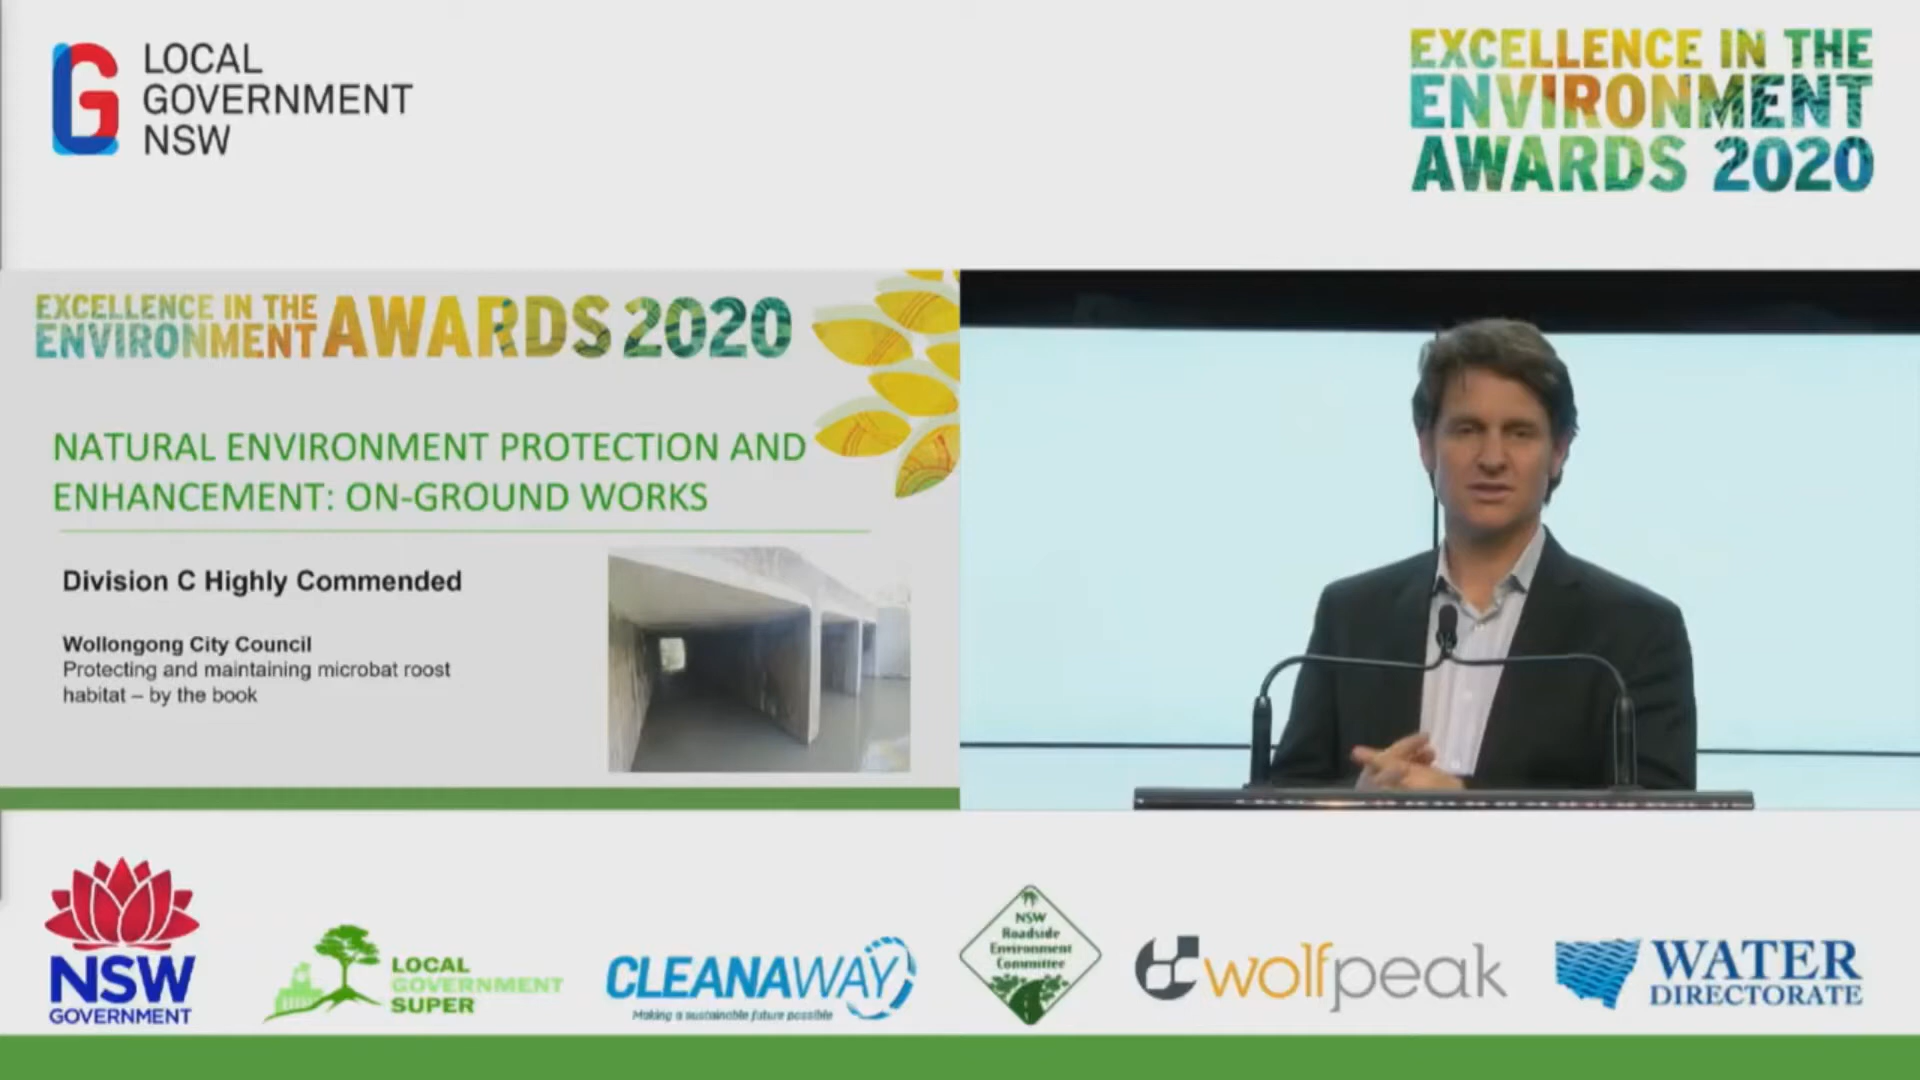 LOCAL
GOVERNMENT
NSW
EXCELLENCE IN THE
ENVIRONMENT
AWARDS 2020
EXCELLENCE IN THE
ENVIRONMENT AWARDS 2020
NATURAL ENVIRONMENT PROTECTION AND
ENHANCEMENT: ON-GROUND WORKS
Division C Highly Commended
Wollongong City Council
Protecting and maintaining microbat roost
habitat – by the book
NSW
GOVERNMENT
LOCAL
GOVERNMENT
SUPER
CLEANAWAY
Making a sustainable future possible
NSW
Roadside
Environment
Committee
wolfpeak
WATER
DIRECTORATE